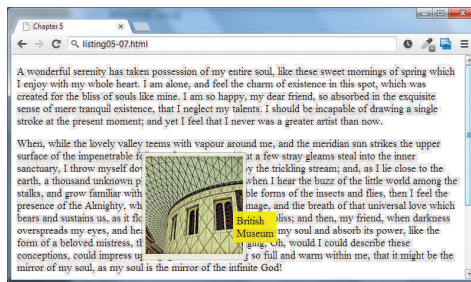 Chapter 5
listing05-07.html
A wonderful serenity has taken possession of my entire soul, like these sweet mornings of spring which
I enjoy with my whole heart. I am alone, and feel the charm of existence in this spot, which was
created for the bliss of souls like mine. I am so happy, my dear friend, so absorbed in the exquisite
sense of mere tranquil existence, that I neglect my talents. I should be incapable of drawing a single
stroke at the present moment; and yet I feel that I never was a greater artist than now.
When, while the lovely valley teems with vapour around me, and the meridian sun strikes the upper
surface of the impenetrable f t a few stray gleams steal into the inner
sanctuary, I throw myself do y the trickling stream; and, as I lie close to the
earth, a thousand unknown p when I hear the buzz of the little world among the
stalks, and grow familiar with ble forms of the insects and flies, then I feel the
presence of the Almighty, wh mage, and the breath of that universal love which
bears and sustains us, as it flo bliss; and then, my friend, when darkness
overspreads my eyes, and hea my soul and absorb its power, like the
form of a beloved mistress, th ging, Oh, would I could describe these
conceptions, could impress up g so full and warm within me, that it might be the
mirror of my soul, as my soul is the mirror of the infinite God!
British
Museum